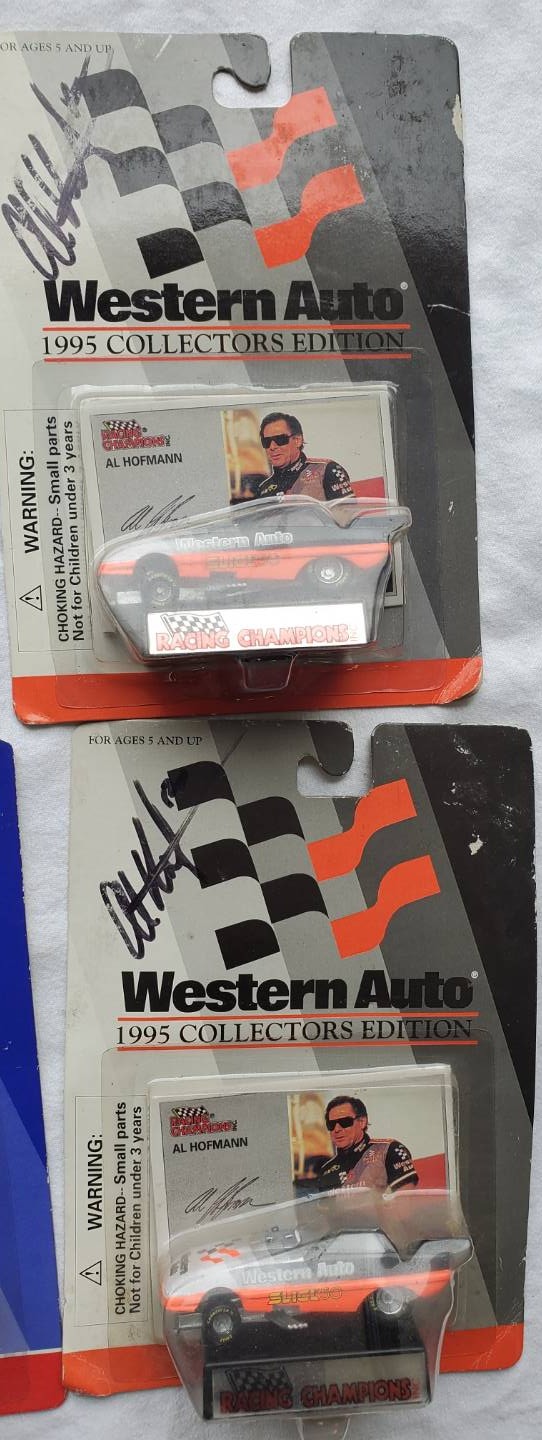 OR AGES 5 AND UP
Western Auto®
1995 COLLECTORS EDITION
WARNING:
CHOKING HAZARD-- Small parts
Not for Children under 3 years
RACING
CHAMPIONS
AL HOFMANN
Western Auto
RACING CHAMPIONS
FOR AGES 5 AND UP
Western Auto®
1995 COLLECTORS EDITION
WARNING:
CHOKING HAZARD-- Small parts
Not for Children under 3 years
RACING
CHAMPIONS
AL HOFMANN
Western Auto
RACING CHAMPIONS